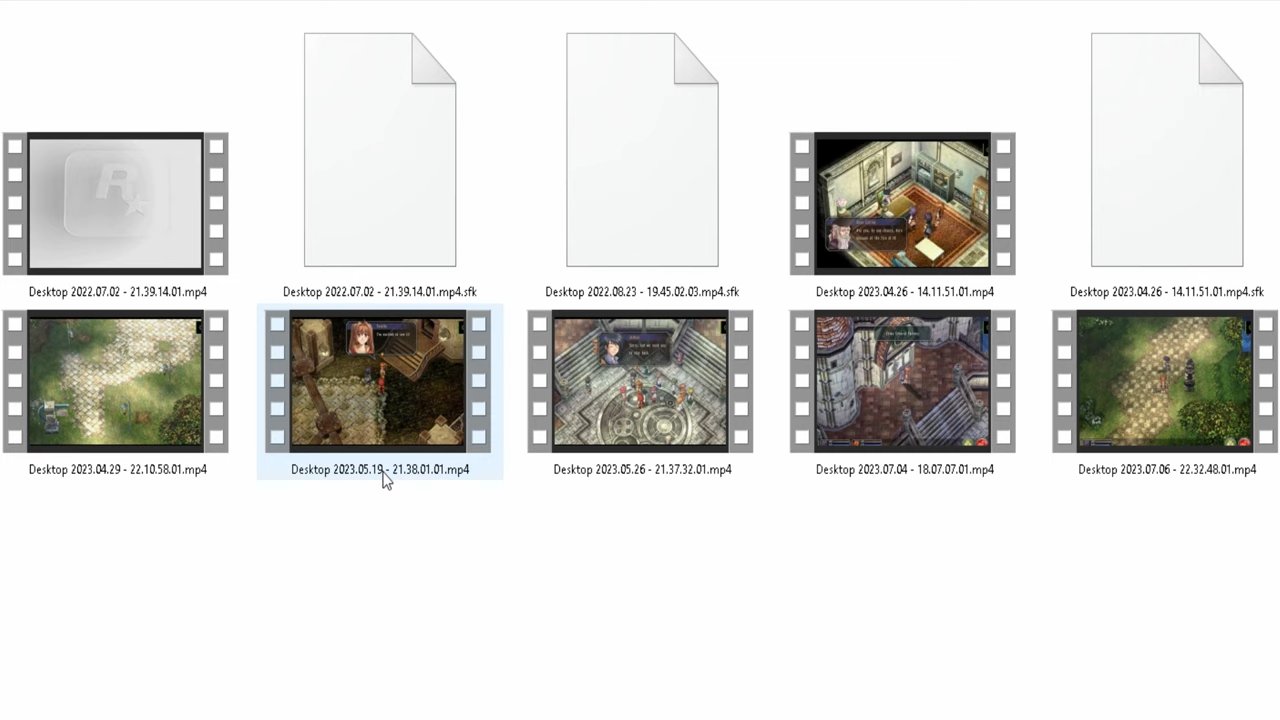 R
Desktop 2022.07.02 - 21.39.14.01.mp4
Desktop 2022.07.02 - 21.39.14.01.mp4.sfk
Desktop 2022.08.23 - 19.45.02.03.mp4.sfk
Desktop 2023.04.26 - 14.11.51.01.mp4
Desktop 2023.04.26 - 14.11.51.01.mp4.sfk
Desktop 2023.04.29 - 22.10.58.01.mp4
Desktop 2023.05.19 - 21.38.01.01.mp4
Desktop 2023.05.26 - 21.37.32.01.mp4
Desktop 2023.07.04 - 18.07.07.01.mp4
Desktop 2023.07.06 - 22.32.48.01.mp4